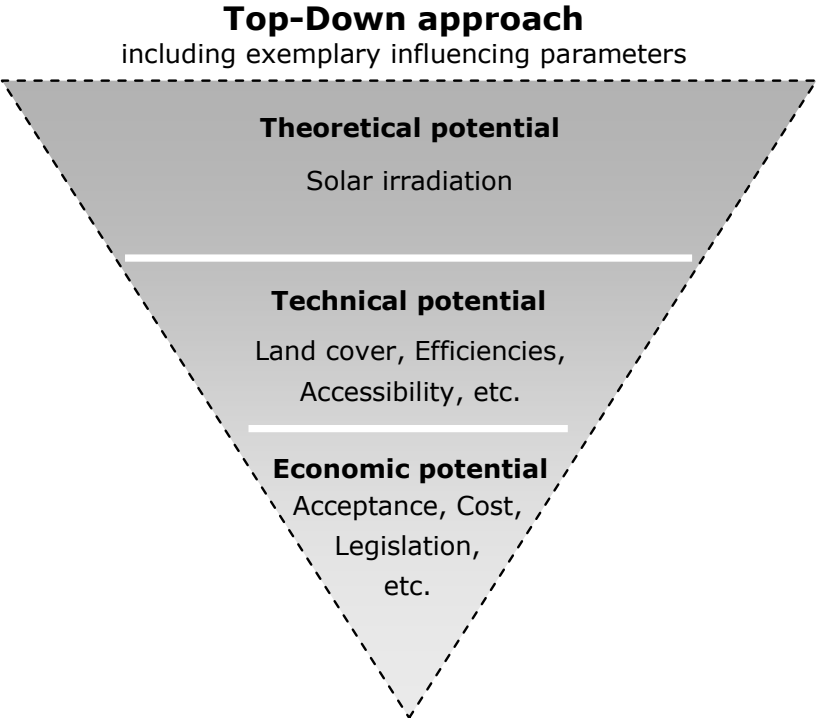 Top-Down approach
including exemplary influencing parameters
Theoretical potential
Solar irradiation
Technical potential
Land cover, Efficiencies,
Accessibility, etc.
Economic potential
Acceptance, Cost,
Legislation,
etc.